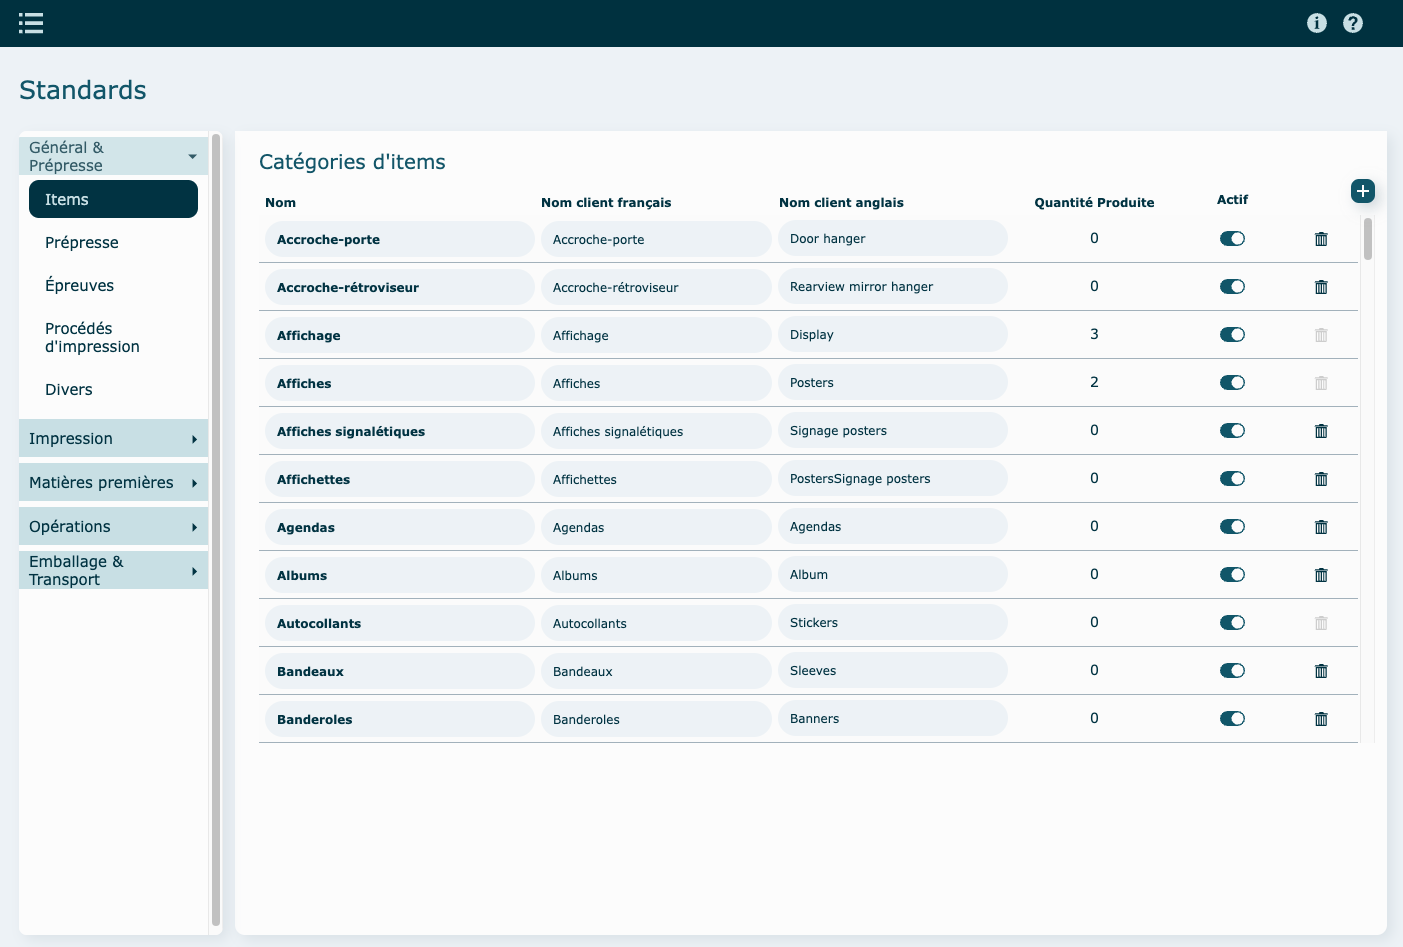 Standards
Général &
Prépresse
Items
Prépresse
Épreuves
Procédés
d'impression
Divers
Impression
Matières premières
Opérations
Emballage &
Transport
Catégories d'items
Nom Nom client français Nom client anglais Quantité Produite Actif
Accroche-porte Accroche-porte Door hanger 0
Accroche-rétroviseur Accroche-rétroviseur Rearview mirror hanger 0
Affichage Affichage Display 3
Affiches Affiches Posters 2
Affiches signalétiques Affiches signalétiques Signage posters 0
Affichettes Affichettes PostersSignage posters 0
Agendas Agendas Agendas 0
Albums Albums Album 0
Autocollants Autocollants Stickers 0
Bandeaux Bandeaux Sleeves 0
Banderoles Banderoles Banners 0